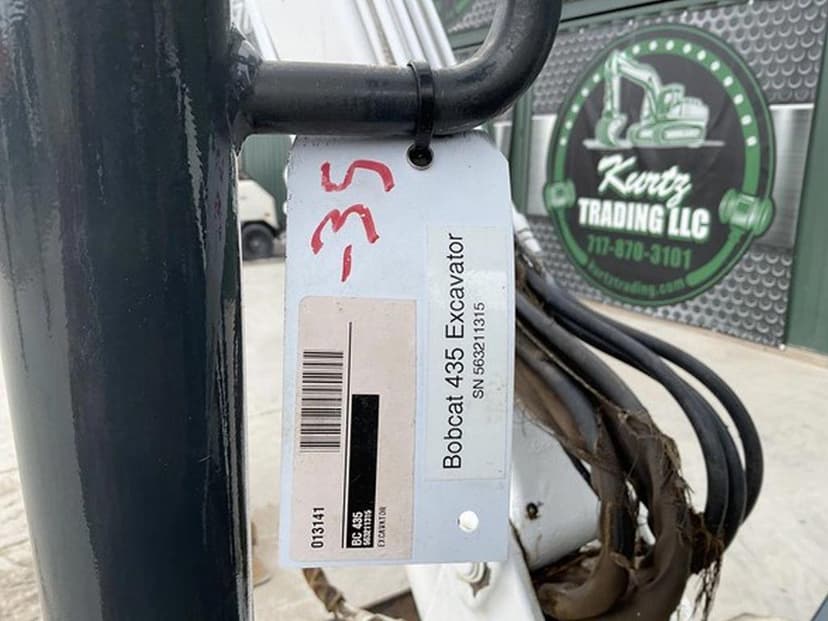 -35
Bobcat 435 Excavator
SN 563211315
013141
BC 435
563211315
EXCAVATOR
Kurtz
TRADING LLC
717-870-3101
kurtztrading.com